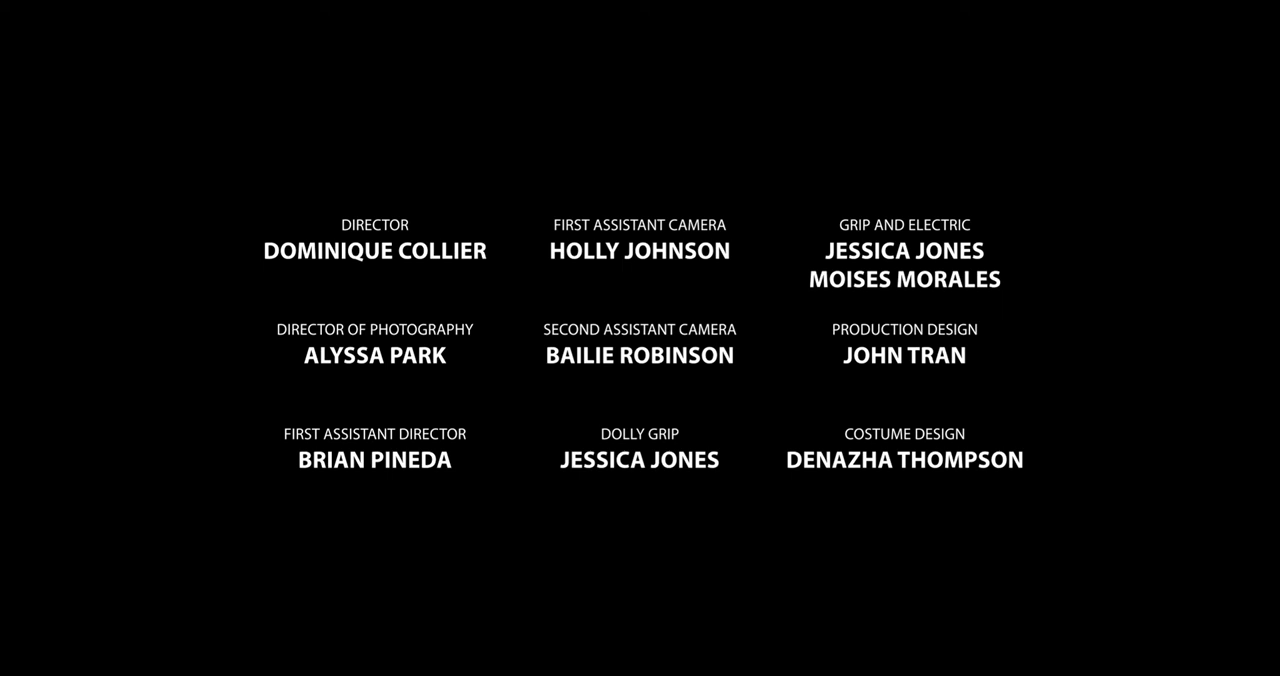 DIRECTOR
DOMINIQUE COLLIER
DIRECTOR OF PHOTOGRAPHY
ALYSSA PARK
FIRST ASSISTANT DIRECTOR
BRIAN PINEDA
FIRST ASSISTANT CAMERA
HOLLY JOHNSON
SECOND ASSISTANT CAMERA
BAILIE ROBINSON
DOLLY GRIP
JESSICA JONES
GRIP AND ELECTRIC
JESSICA JONES
MOISES MORALES
PRODUCTION DESIGN
JOHN TRAN
COSTUME DESIGN
DENAZHA THOMPSON